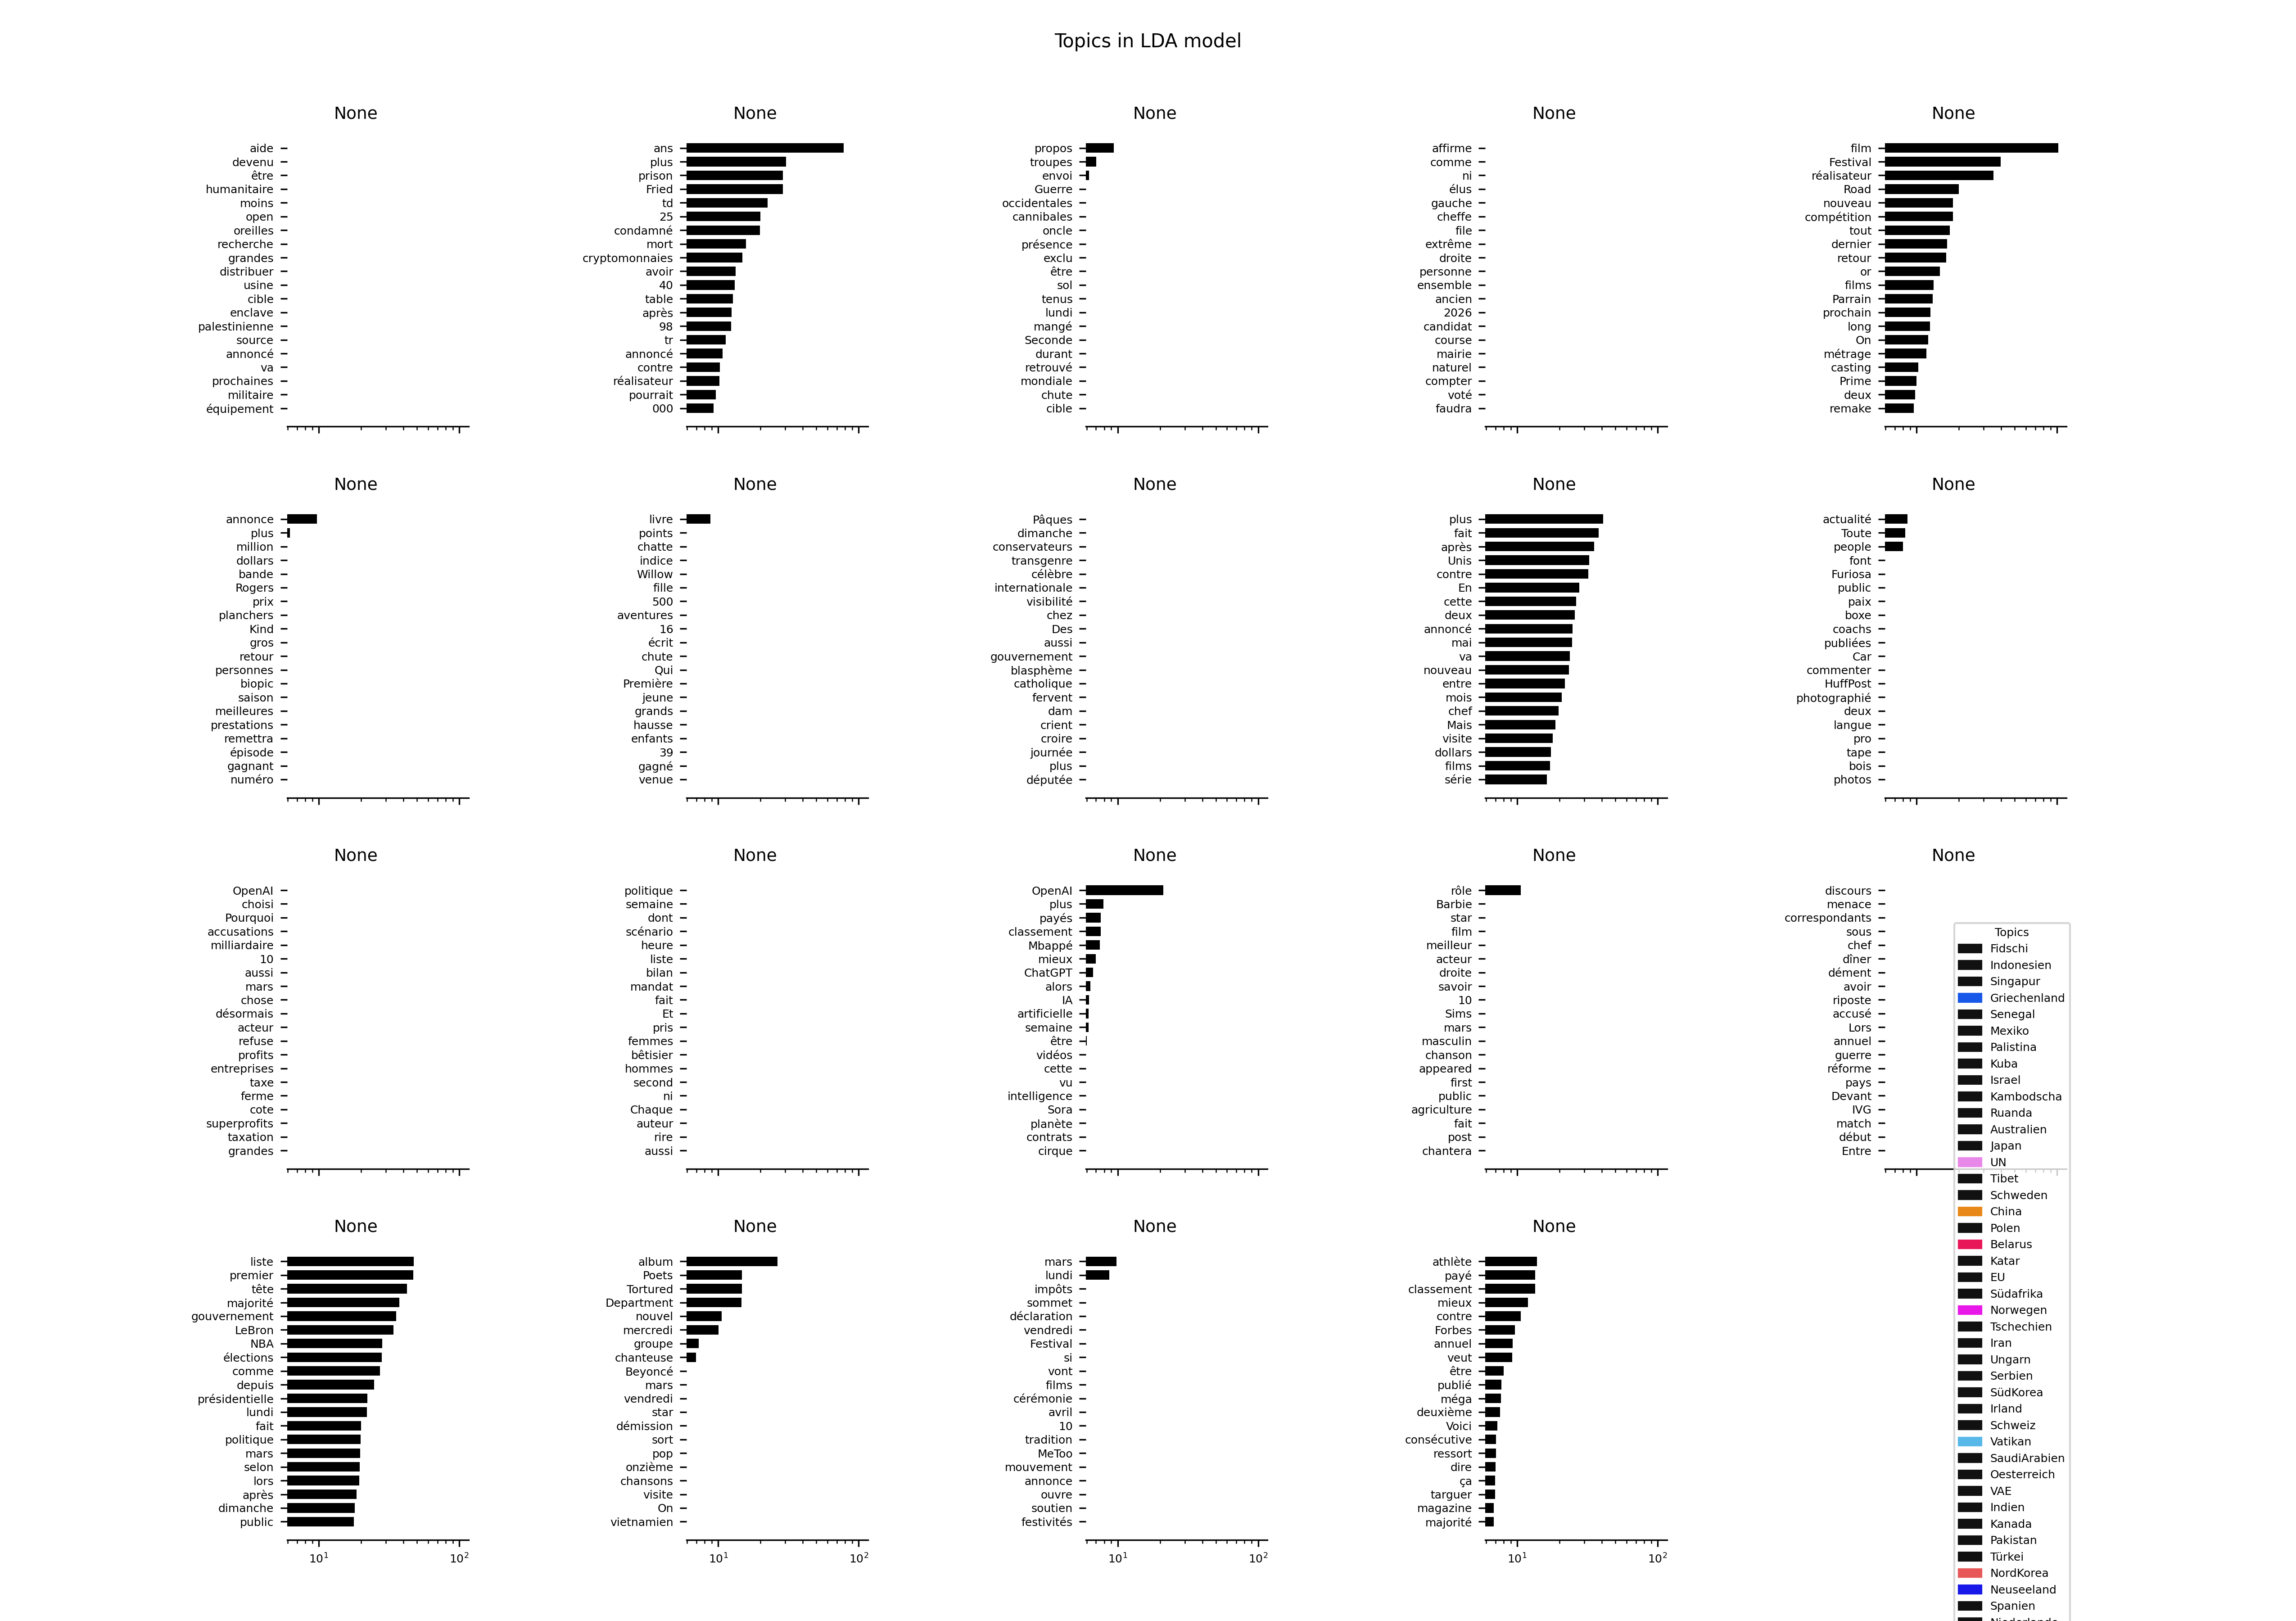 Topics in LDA model
None
aide
devenu
être
humanitaire
moins
open
oreilles
recherche
grandes
distribuer
usine
cible
enclave
palestinienne
source
annoncé
va
prochaines
militaire
équipement
None
ans
plus
prison
Fried
td
25
condamné
mort
cryptomonnaies
avoir
40
table
après
98
tr
annoncé
contre
réalisateur
pourrait
000
None
propos
troupes
envoi
Guerre
occidentales
cannibales
oncle
présence
exclu
être
sol
tenus
lundi
mangé
Seconde
durant
retrouvé
mondiale
chute
cible
None
affirme
comme
ni
élus
gauche
cheffe
file
extrême
droite
personne
ensemble
ancien
2026
candidat
course
mairie
naturel
compter
voté
faudra
None
film
Festival
réalisateur
Road
nouveau
compétition
tout
dernier
retour
or
films
Parrain
prochain
long
On
métrage
casting
Prime
deux
remake
None
annonce
plus
million
dollars
bande
Rogers
prix
planchers
Kind
gros
retour
personnes
biopic
saison
meilleures
prestations
remettra
épisode
gagnant
numéro
None
livre
points
chatte
indice
Willow
fille
500
aventures
16
écrit
chute
Qui
Première
jeune
grands
hausse
enfants
39
gagné
venue
None
Pâques
dimanche
conservateurs
transgenre
célèbre
internationale
visibilité
chez
Des
aussi
gouvernement
blasphème
catholique
fervent
dam
crient
croire
journée
plus
députée
None
plus
fait
après
Unis
contre
En
cette
deux
annoncé
mai
va
nouveau
entre
mois
chef
Mais
visite
dollars
films
série
None
actualité
Toute
people
font
Furiosa
public
paix
boxe
coachs
publiées
Car
commenter
HuffPost
photographié
deux
langue
pro
tape
bois
photos
None
OpenAI
choisi
Pourquoi
accusations
milliardaire
10
aussi
mars
chose
désormais
acteur
refuse
profits
entreprises
taxe
ferme
cote
superprofits
taxation
grandes
None
politique
semaine
dont
scénario
heure
liste
bilan
mandat
fait
Et
pris
femmes
bêtisier
hommes
second
ni
Chaque
auteur
rire
aussi
None
OpenAI
plus
payés
classement
Mbappé
mieux
ChatGPT
alors
IA
artificielle
semaine
être
vidéos
cette
vu
intelligence
Sora
planète
contrats
cirque
None
rôle
Barbie
star
film
meilleur
acteur
droite
savoir
10
Sims
mars
masculin
chanson
appeared
first
public
agriculture
fait
post
chantera
None
discours
menace
correspondants
sous
chef
dîner
dément
avoir
riposte
accusé
Lors
annuel
guerre
réforme
pays
Devant
IVG
match
début
Entre
None
liste
premier
tête
majorité
gouvernement
LeBron
NBA
élections
comme
depuis
présidentielle
lundi
fait
politique
mars
selon
lors
après
dimanche
public
10¹ 10²
None
album
Poets
Tortured
Department
nouvel
mercredi
groupe
chanteuse
Beyoncé
mars
vendredi
star
démission
sort
pop
onzième
chansons
visite
On
vietnamien
10¹ 10²
None
mars
lundi
impôts
sommet
déclaration
vendredi
Festival
si
vont
films
cérémonie
avril
10
tradition
MeToo
mouvement
annonce
ouvre
soutien
festivités
10¹ 10²
None
athlète
payé
classement
mieux
contre
Forbes
annuel
veut
être
publié
méga
deuxième
Voici
consécutive
ressort
dire
ça
targuer
magazine
majorité
10¹ 10²
Topics
Fidschi
Indonesien
Singapur
Griechenland
Senegal
Mexiko
Palistina
Kuba
Israel
Kambodscha
Ruanda
Australien
Japan
UN
Tibet
Schweden
China
Polen
Belarus
Katar
EU
Südafrika
Norwegen
Tschechien
Iran
Ungarn
Serbien
SüdKorea
Irland
Schweiz
Vatikan
SaudiArabien
Oesterreich
VAE
Indien
Kanada
Pakistan
Türkei
NordKorea
Neuseeland
Spanien